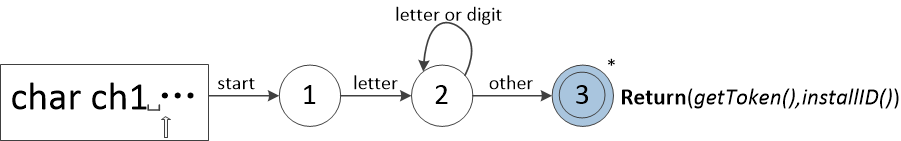 letter or digit
char ch1␣··· start 1 letter 2 other 3 * Return(getToken(),installID())